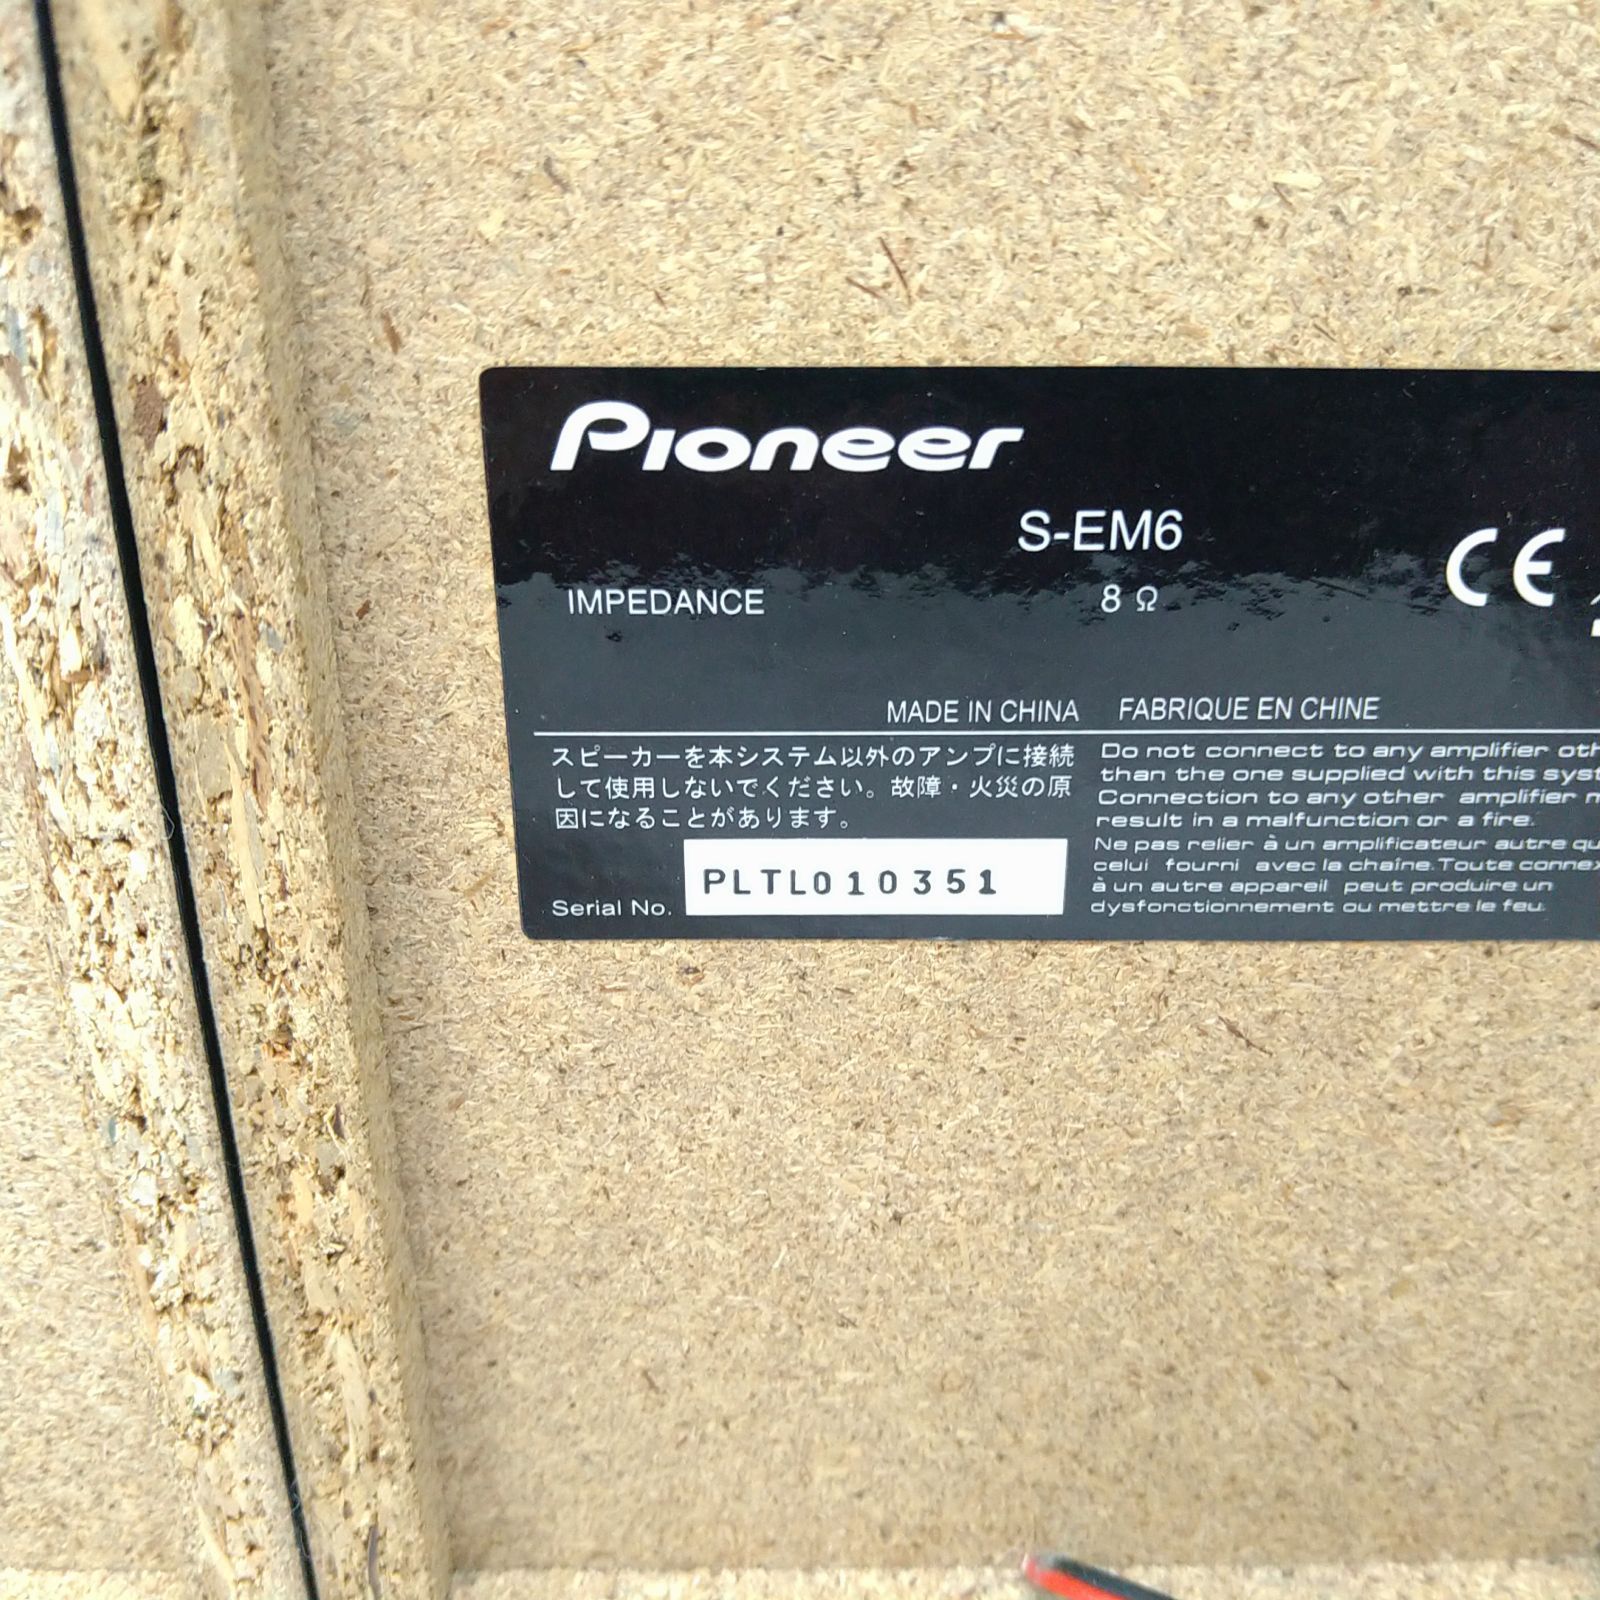 Pioneer
S-EM6
IMPEDANCE 8 Ω
CE
MADE IN CHINA FABRIQUE EN CHINE
スピーカーを本システム以外のアンプに接続
して使用しないでください。故障・火災の原
因になることがあります。
Serial No. PLTL010351
Do not connect to any amplifier
than the one supplied with this
Connection to any other amplifier
result in a malfunction or a fire.
Ne pas relier à un amplificateur autre
celui fourni avec la chaîne. Toute
à un autre appareil peut produire un
dysfonctionnement ou mettre le feu.